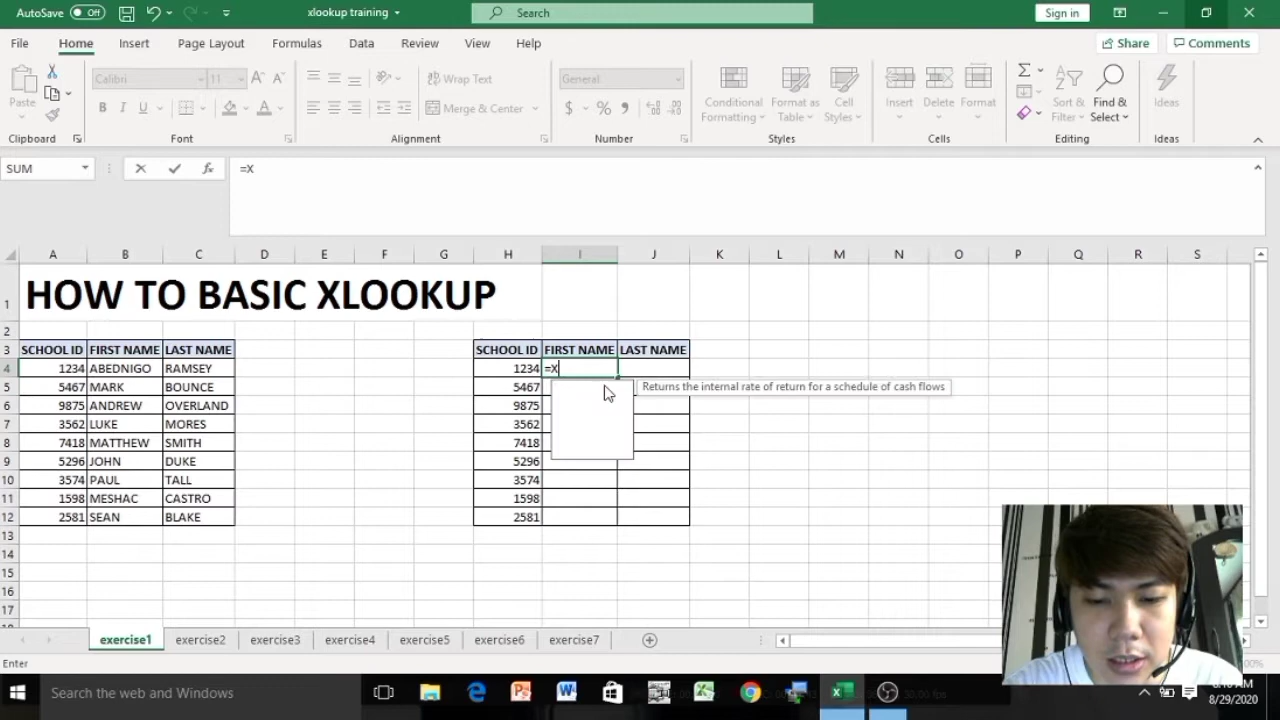 AutoSave Off xlookup training Search Sign in
File Home Insert Page Layout Formulas Data Review View Help Share Comments
Paste Calibri 11 Wrap Text General Conditional Formatting Format as Table Cell Styles Insert Delete Format Sort & Filter Find & Select Ideas
B I U Merge & Center $ %
Clipboard Font Alignment Number Styles Cells Editing Ideas
SUM fx =X
A B C D E F G H I J K L M N O P Q R S
1 HOW TO BASIC XLOOKUP
2
3 SCHOOL ID FIRST NAME LAST NAME SCHOOL ID FIRST NAME LAST NAME
4 1234 ABEDNIGO RAMSEY 1234 =X
5 5467 MARK BOUNCE 5467 Returns the internal rate of return for a schedule of cash flows
6 9875 ANDREW OVERLAND 9875
7 3562 LUKE MORES 3562
8 7418 MATTHEW SMITH 7418
9 5296 JOHN DUKE 5296
10 3574 PAUL TALL 3574
11 1598 MESHAC CASTRO 1598
12 2581 SEAN BLAKE 2581
13
14
15
16
17
exercise1 exercise2 exercise3 exercise4 exercise5 exercise6 exercise7
Enter
Search the web and Windows
8/29/2020